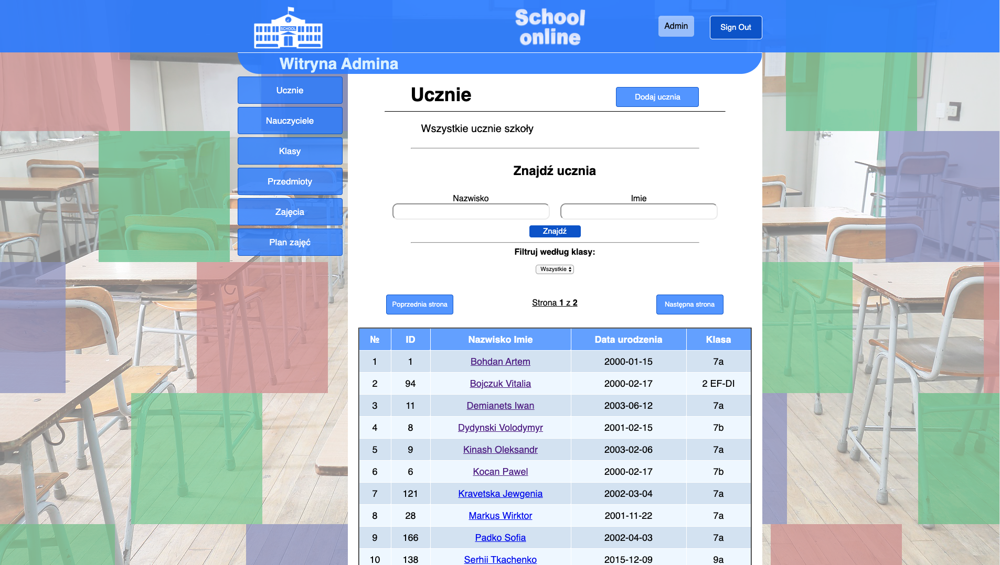 SCHOOL
School
online
Admin
Sign Out
Witryna Admina
Ucznie
Nauczyciele
Klasy
Przedmioty
Zajęcia
Plan zajęć
Ucznie
Dodaj ucznia
Wszystkie ucznie szkoły
Znajdź ucznia
Nazwisko Imie
Znajdź
Filtruj według klasy:
Wszystkie
Poprzednia strona Strona 1 z 2 Następna strona
№ ID Nazwisko Imie Data urodzenia Klasa
1 1 Bohdan Artem 2000-01-15 7a
2 94 Bojczuk Vitalia 2000-02-17 2 EF-DI
3 11 Demianets Iwan 2003-06-12 7a
4 8 Dydynski Volodymyr 2001-02-15 7b
5 9 Kinash Oleksandr 2003-02-06 7a
6 6 Kocan Pawel 2000-02-17 7b
7 121 Kravetska Jewgenia 2002-03-04 7a
8 28 Markus Wirktor 2001-11-22 7a
9 166 Padko Sofia 2002-04-03 7a
10 138 Serhii Tkachenko 2015-12-09 9a